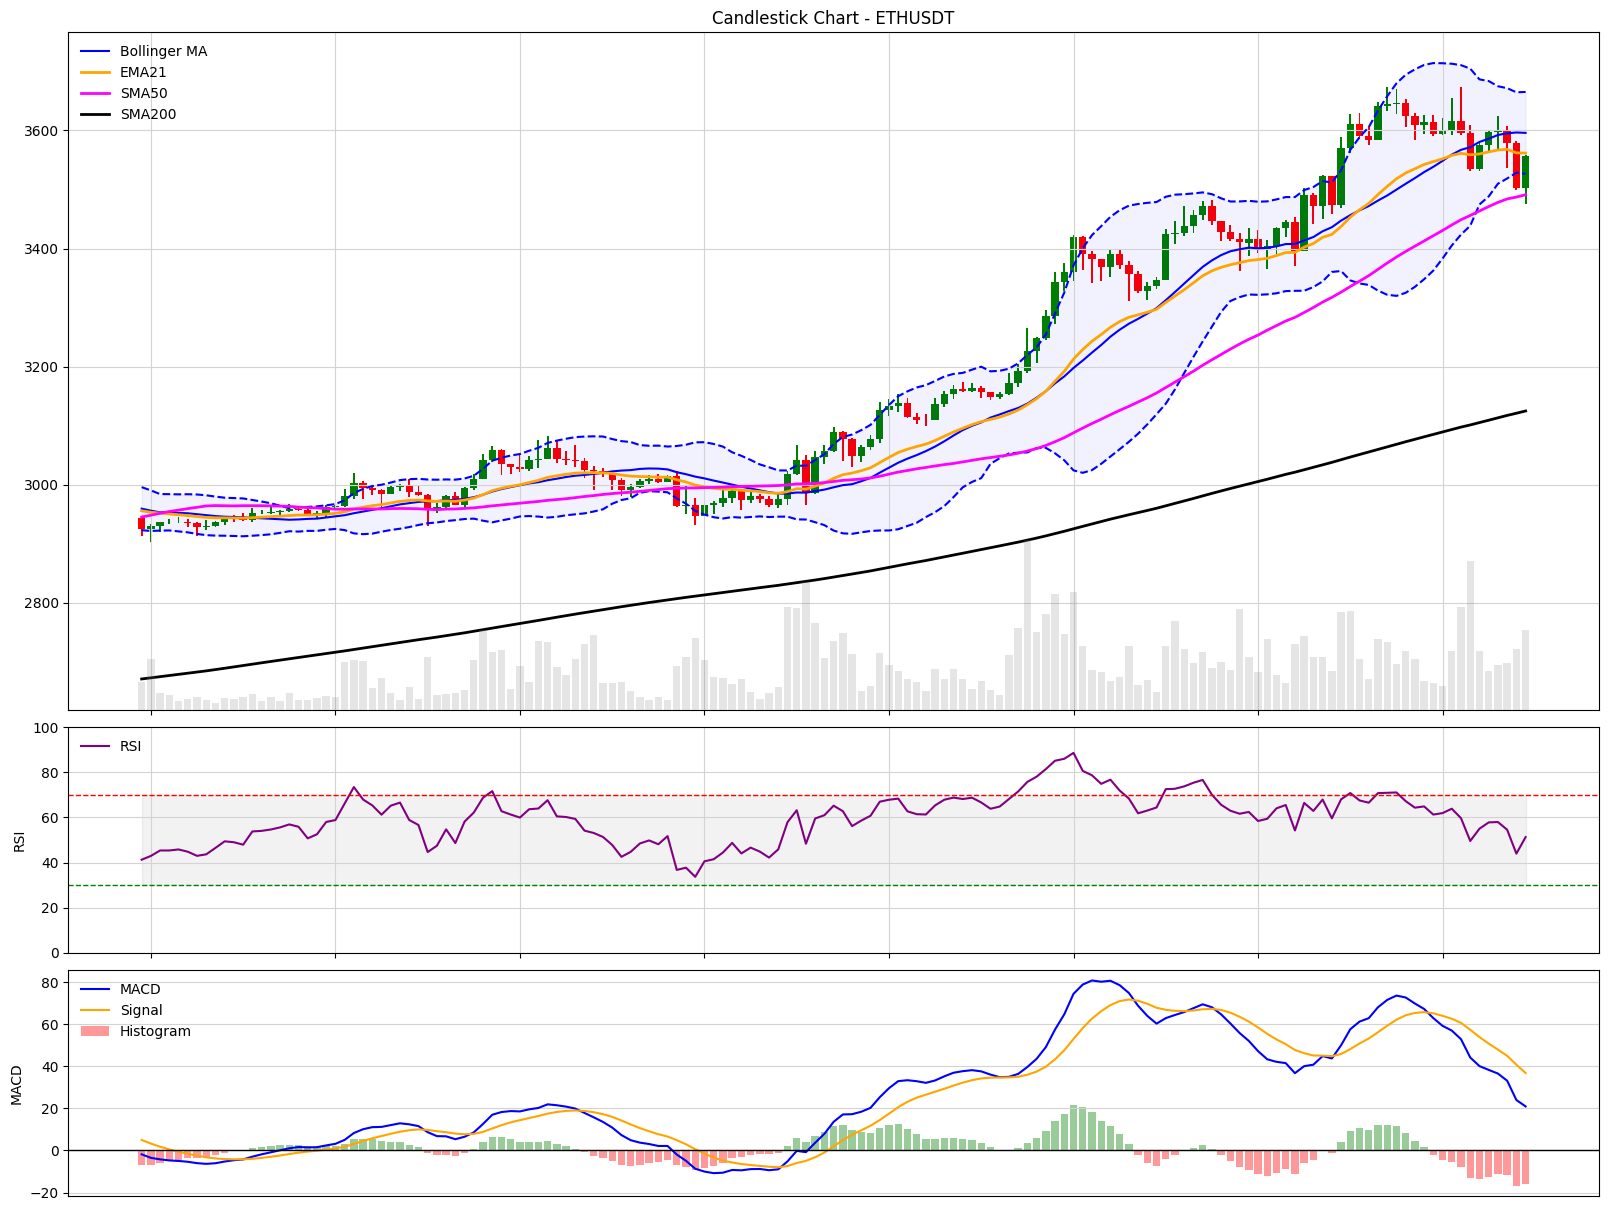 Candlestick Chart - ETHUSDT
Bollinger MA
EMA21
SMA50
SMA200
3600
3400
3200
3000
2800
RSI
100
80
60
40
20
0
RSI
MACD
Signal
Histogram
80
60
40
20
0
−20
MACD